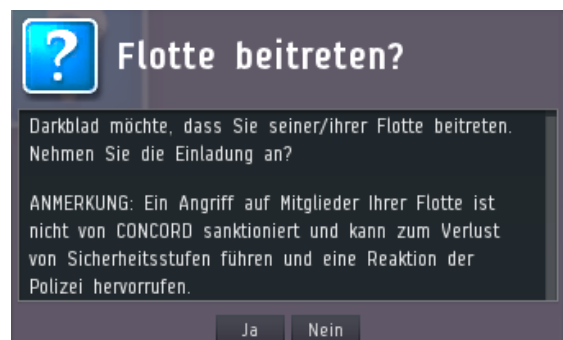 Flotte beitreten?
Darkblad möchte, dass Sie seiner/ihrer Flotte beitreten.
Nehmen Sie die Einladung an?
ANMERKUNG: Ein Angriff auf Mitglieder Ihrer Flotte ist
nicht von CONCORD sanktioniert und kann zum Verlust
von Sicherheitsstufen führen und eine Reaktion der
Polizei hervorrufen.
Ja Nein